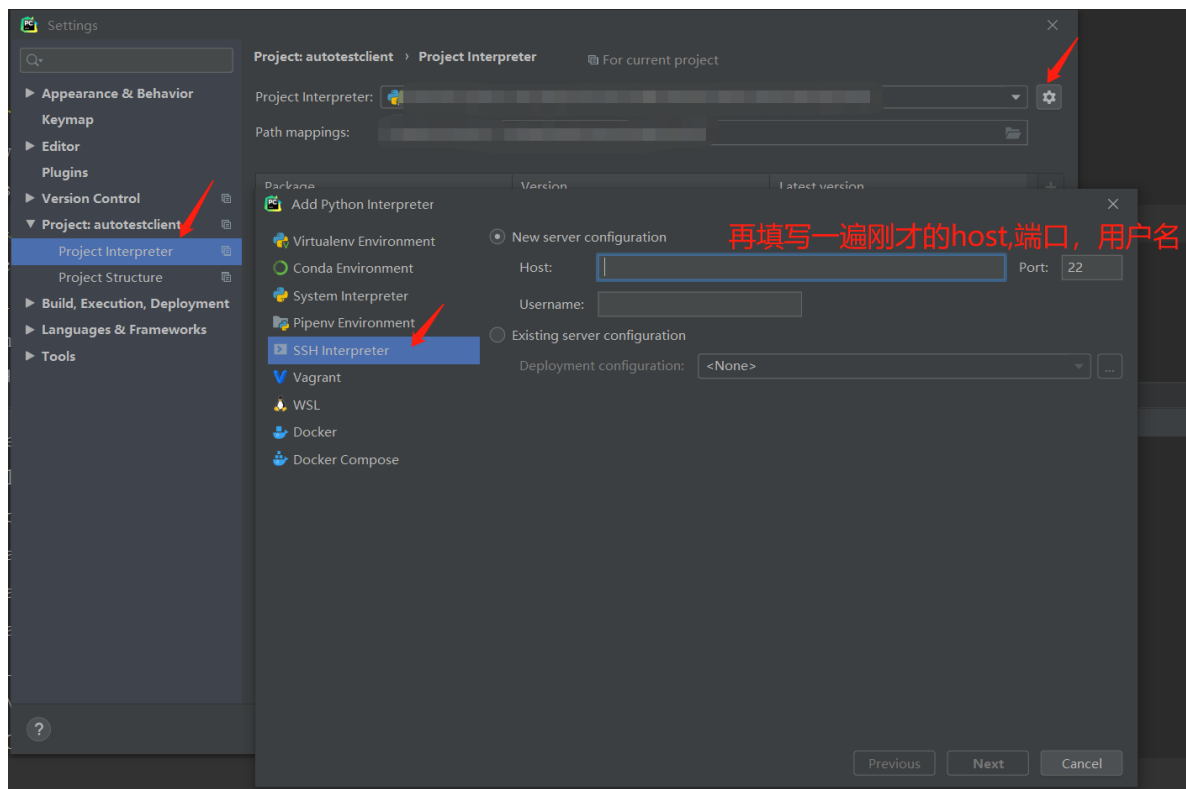 Settings
Project: autotestclient › Project Interpreter
For current project
Appearance & Behavior
Keymap
Editor
Plugins
Version Control
Project: autotestclient
Project Interpreter
Project Structure
Build, Execution, Deployment
Languages & Frameworks
Tools
Project Interpreter:
Path mappings:
Package Version Latest version
Add Python Interpreter
Virtualenv Environment
Conda Environment
System Interpreter
Pipenv Environment
SSH Interpreter
Vagrant
WSL
Docker
Docker Compose
New server configuration
再填写一遍刚才的host,端口，用户名
Host: Port: 22
Username:
Existing server configuration
Deployment configuration: <None> ...
?
Previous Next Cancel